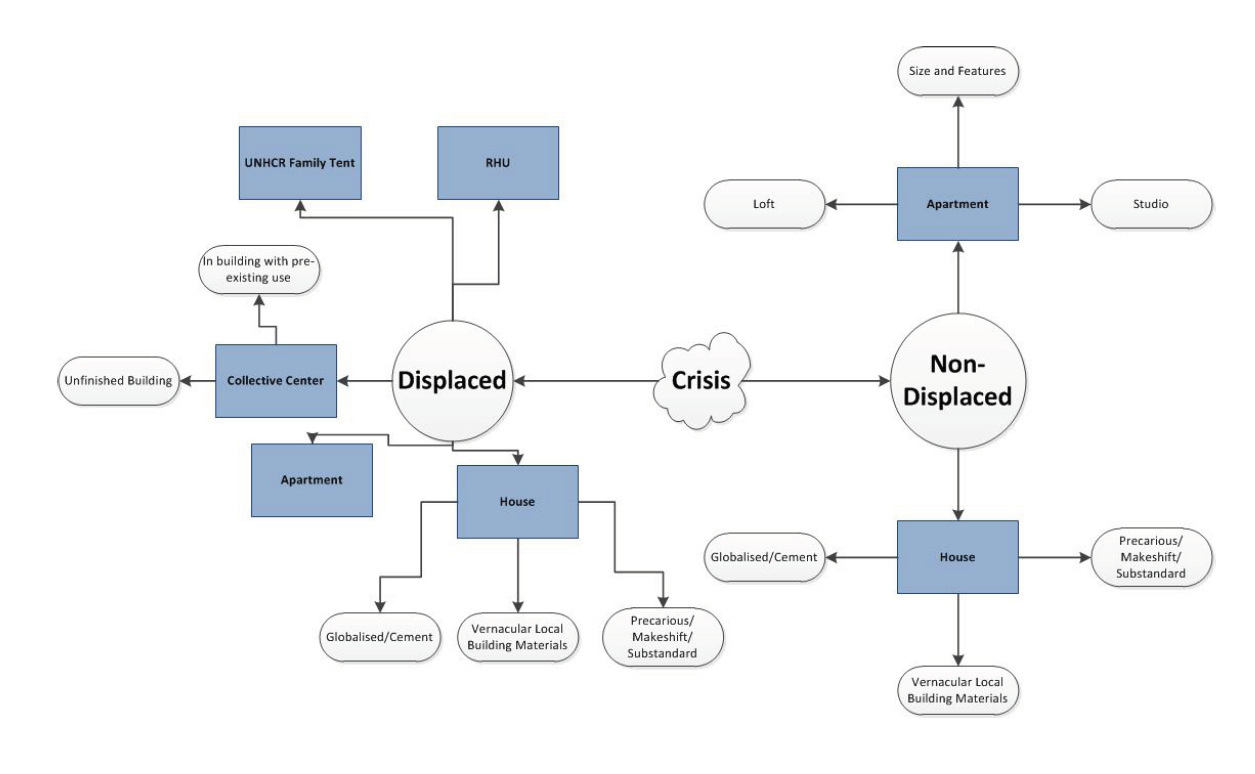 Size and Features
UNHCR Family Tent
RHU
Loft
Apartment
Studio
In building with pre-
existing use
Unfinished Building
Collective Center
Displaced
Crisis
Non-
Displaced
Apartment
House
Globalised/Cement
Vernacular Local
Building Materials
Precarious/
Makeshift/
Substandard
Globalised/Cement
House
Precarious/
Makeshift/
Substandard
Vernacular Local
Building Materials